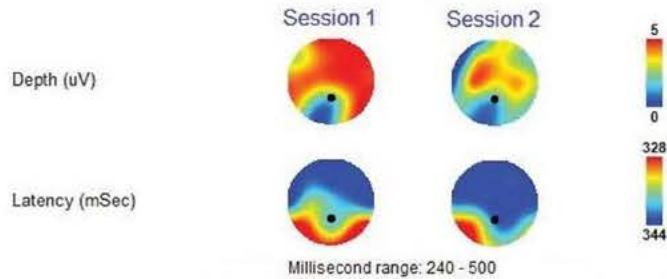 Session 1 Session 2
5
Depth (uV)
0
328
Latency (mSec)
344
Millisecond range: 240 - 500